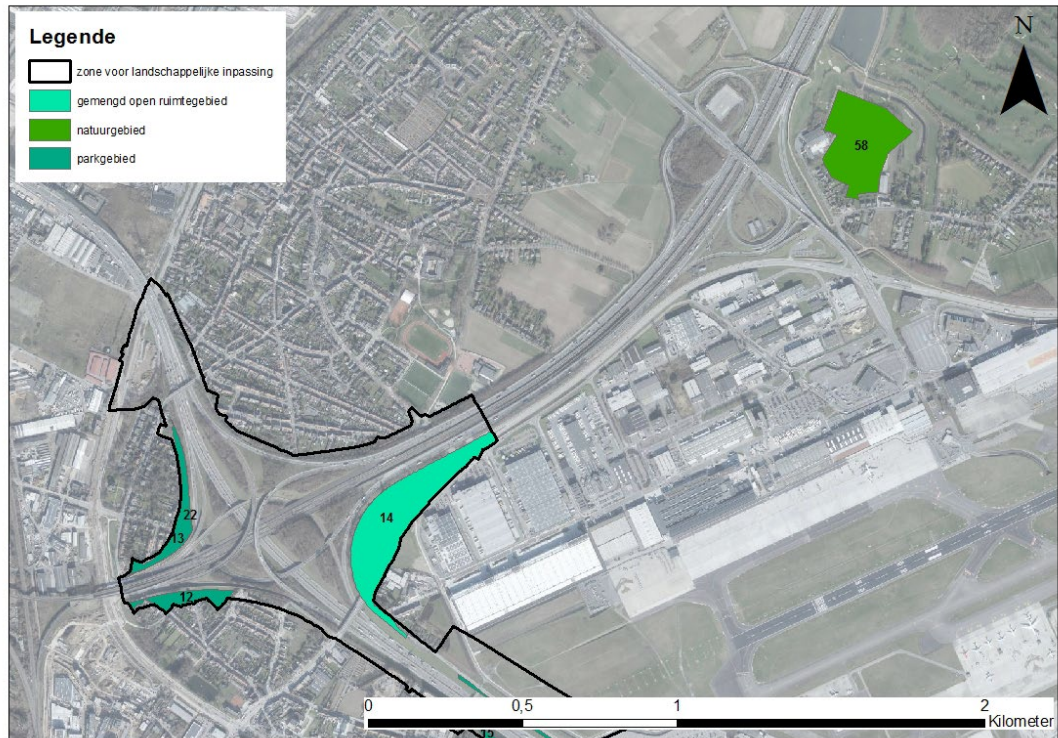 Legende
zone voor landschappelijke inpassing
gemengd open ruimtegebied
natuurgebied
parkgebied
N
58
14
22
13
12
15
0 0,5 1 2
Kilometer